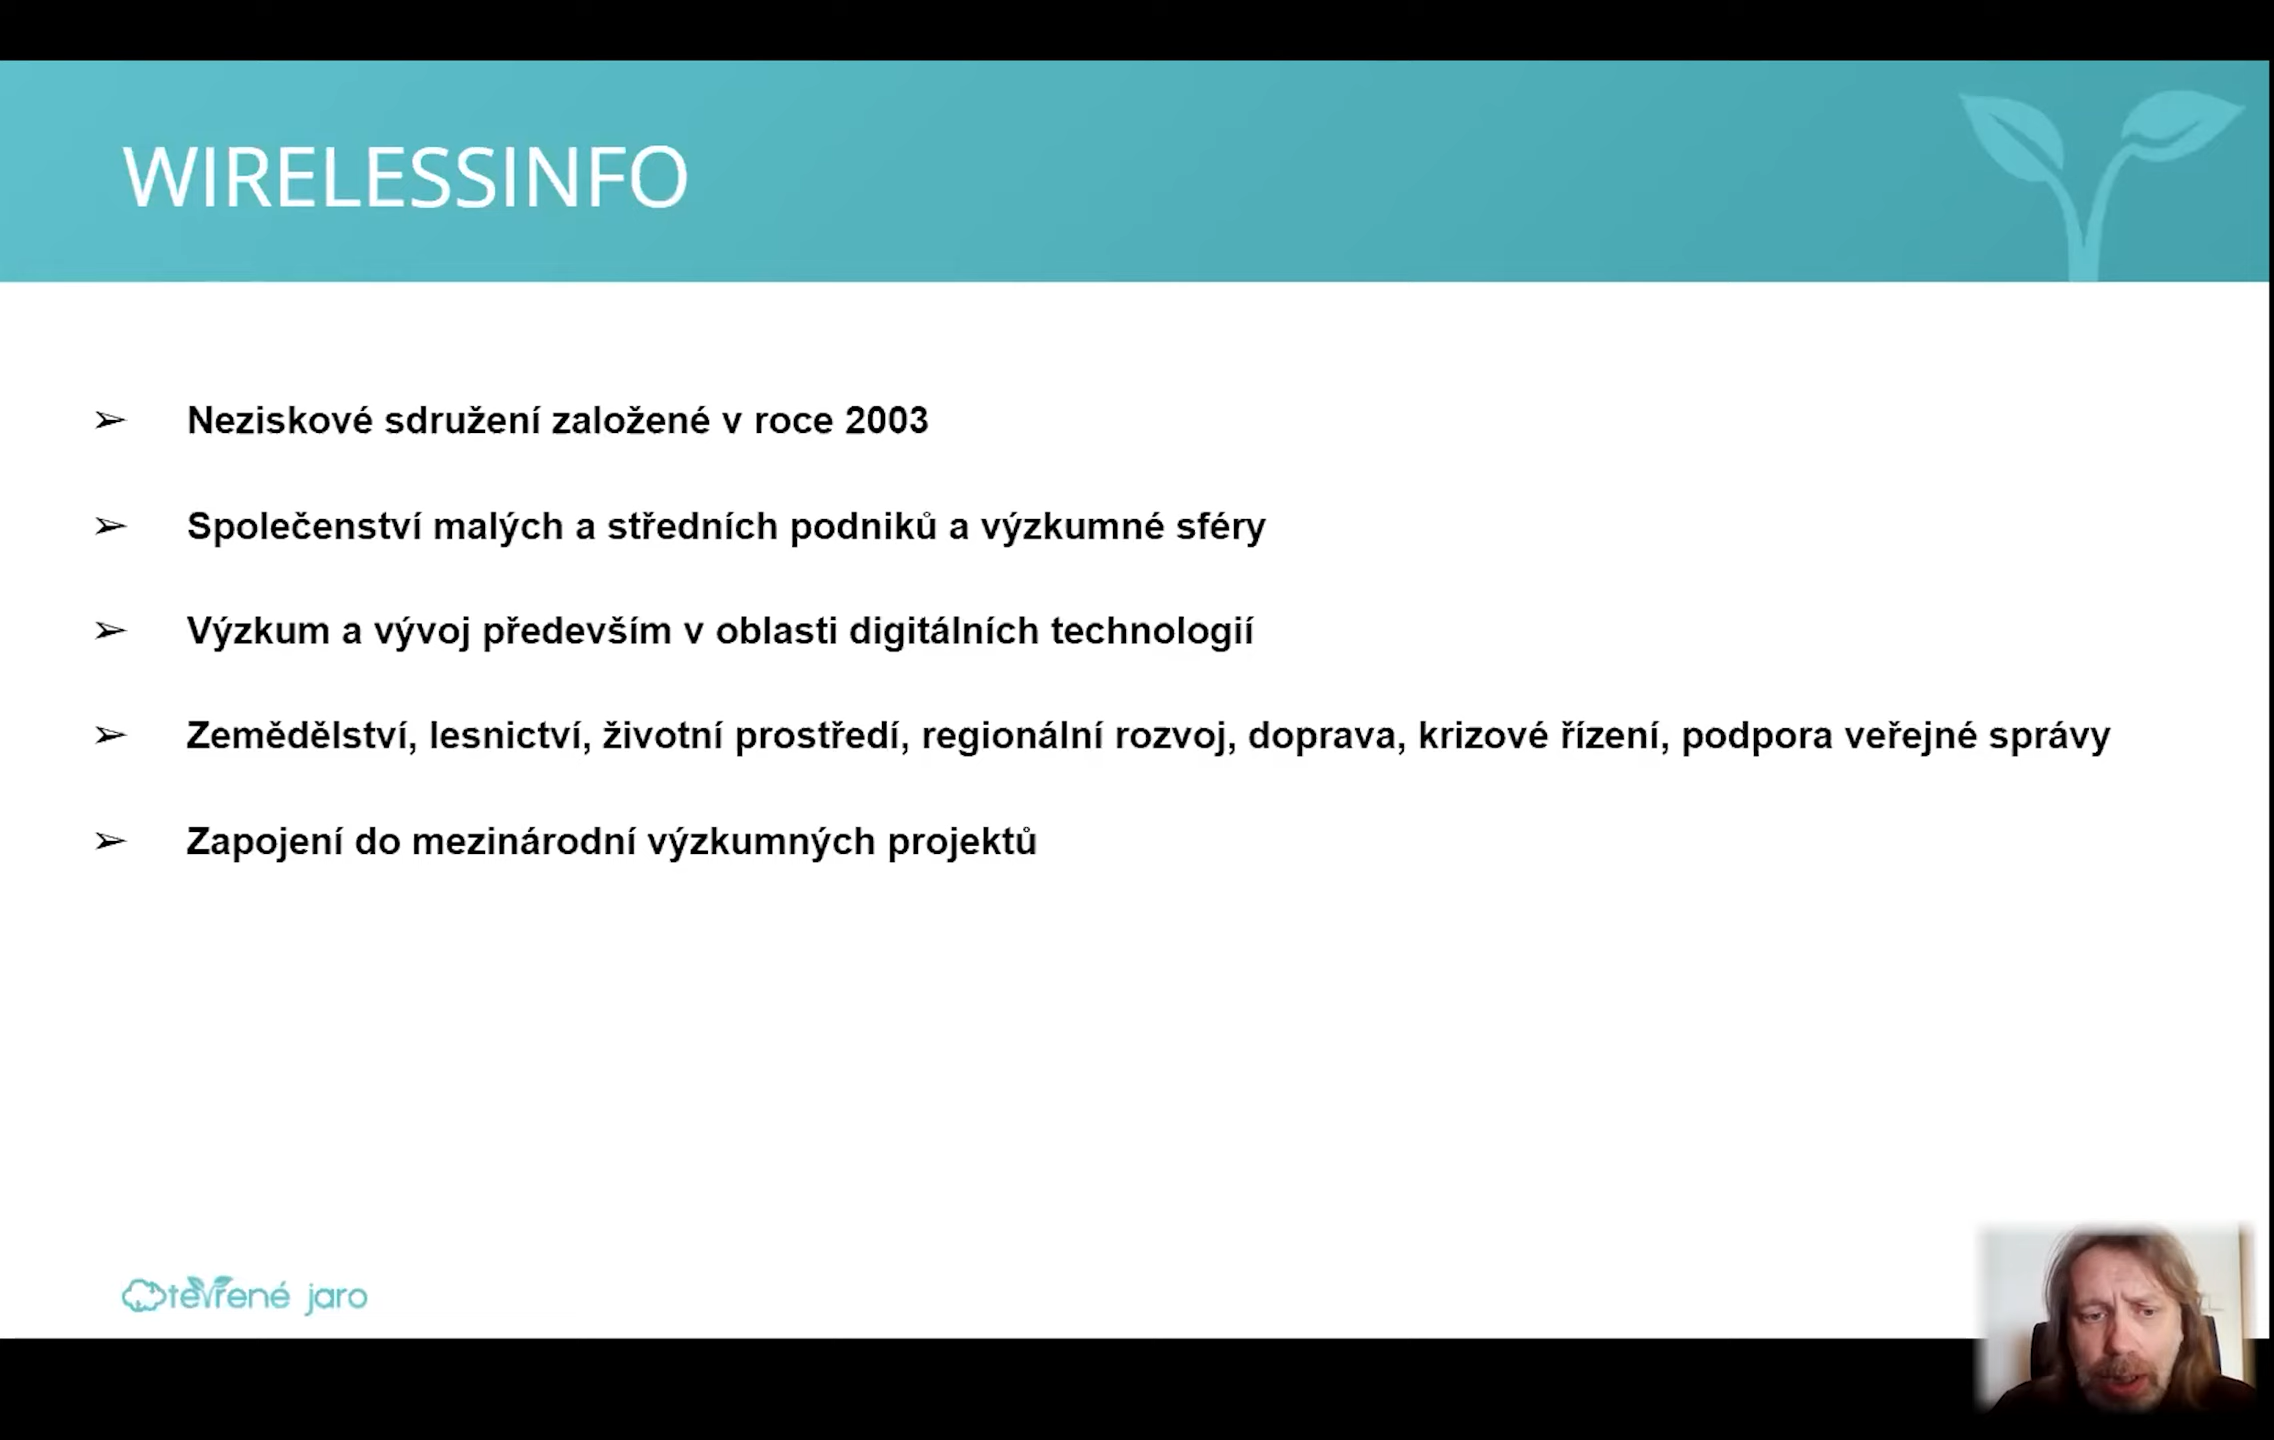 WIRELESSINFO
➢ Neziskové sdružení založené v roce 2003
➢ Společenství malých a středních podniků a výzkumné sféry
➢ Výzkum a vývoj především v oblasti digitálních technologií
➢ Zemědělství, lesnictví, životní prostředí, regionální rozvoj, doprava, krizové řízení, podpora veřejné správy
➢ Zapojení do mezinárodní výzkumných projektů
Otevřené jaro